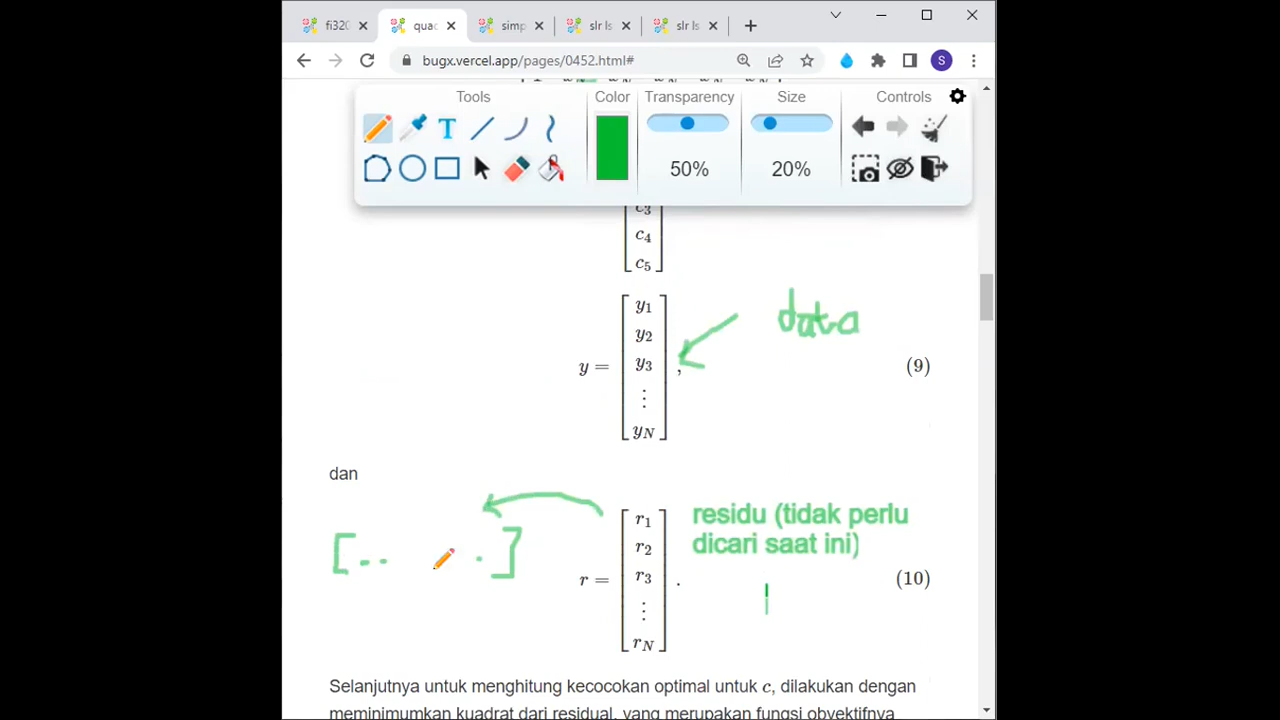 fi320
quac
simp
slr ls
slr ls
bugx.vercel.app/pages/0452.html#
S
Tools
Color
Transparency
Size
Controls
T
50%
20%
c3
c4
c5
y = [ y1
y2
y3
⋮
yN ] ,
data
(9)
dan
[.. .]
r = [ r1
r2
r3
⋮
rN ] .
residu (tidak perlu
dicari saat ini)
(10)
Selanjutnya untuk menghitung kecocokan optimal untuk c, dilakukan dengan
meminimumkan kuadrat dari residual, yang merupakan fungsi obyektifnya